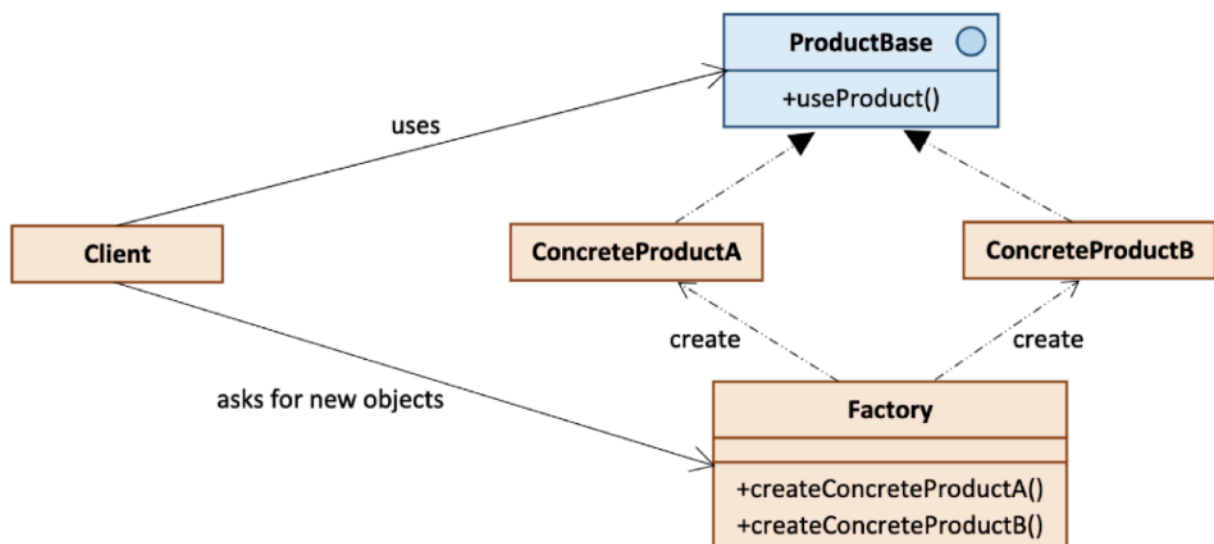 ProductBase
+useProduct()
uses
Client
ConcreteProductA
ConcreteProductB
create
create
asks for new objects
Factory
+createConcreteProductA()
+createConcreteProductB()